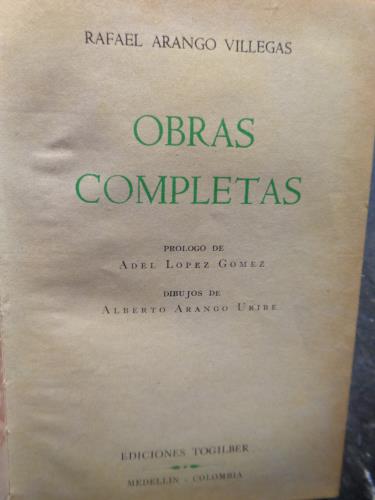 RAFAEL ARANGO VILLEGAS
OBRAS
COMPLETAS
PROLOGO DE
ADEL LOPEZ GOMEZ
DIBUJOS DE
ALBERTO ARANGO URIBE
EDICIONES TOGILBER
MEDELLIN - COLOMBIA